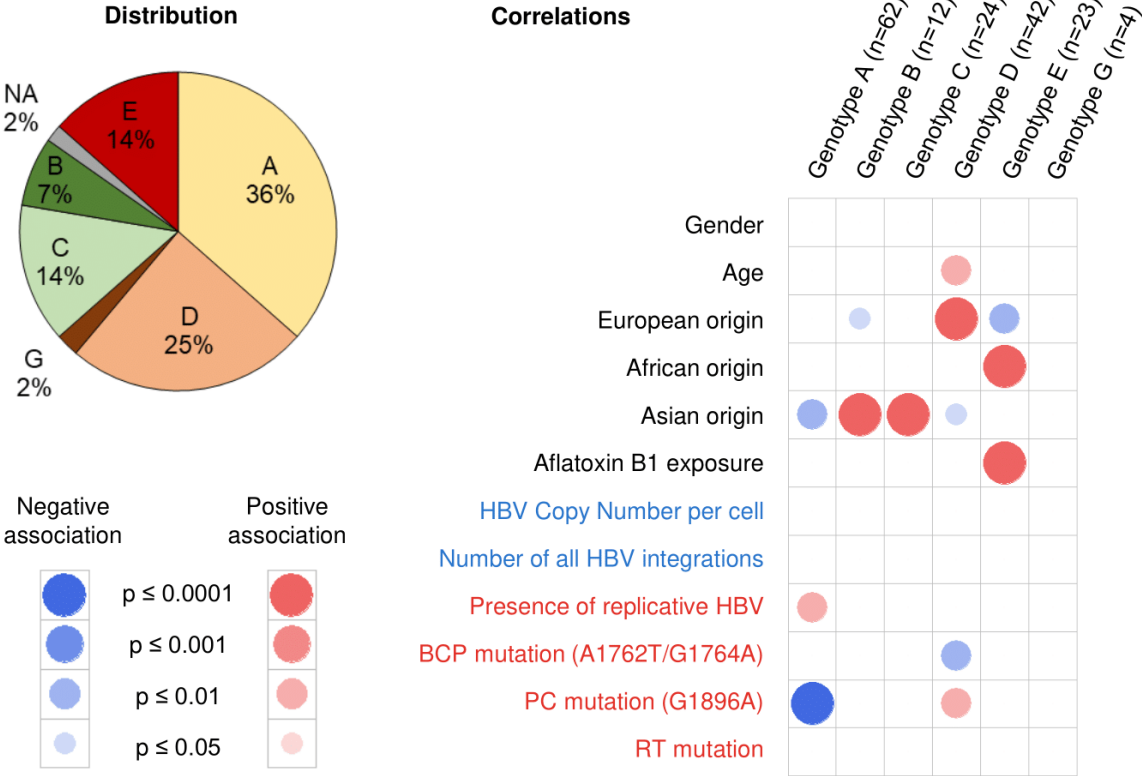 Distribution
NA
2%
E
14%
A
36%
B
7%
C
14%
D
25%
G
2%
Negative
association
Positive
association
p ≤ 0.0001
p ≤ 0.001
p ≤ 0.01
p ≤ 0.05
Correlations
Genotype A (n=62)
Genotype B (n=12)
Genotype C (n=24)
Genotype D (n=42)
Genotype E (n=23)
Genotype G (n=4)
Gender
Age
European origin
African origin
Asian origin
Aflatoxin B1 exposure
HBV Copy Number per cell
Number of all HBV integrations
Presence of replicative HBV
BCP mutation (A1762T/G1764A)
PC mutation (G1896A)
RT mutation